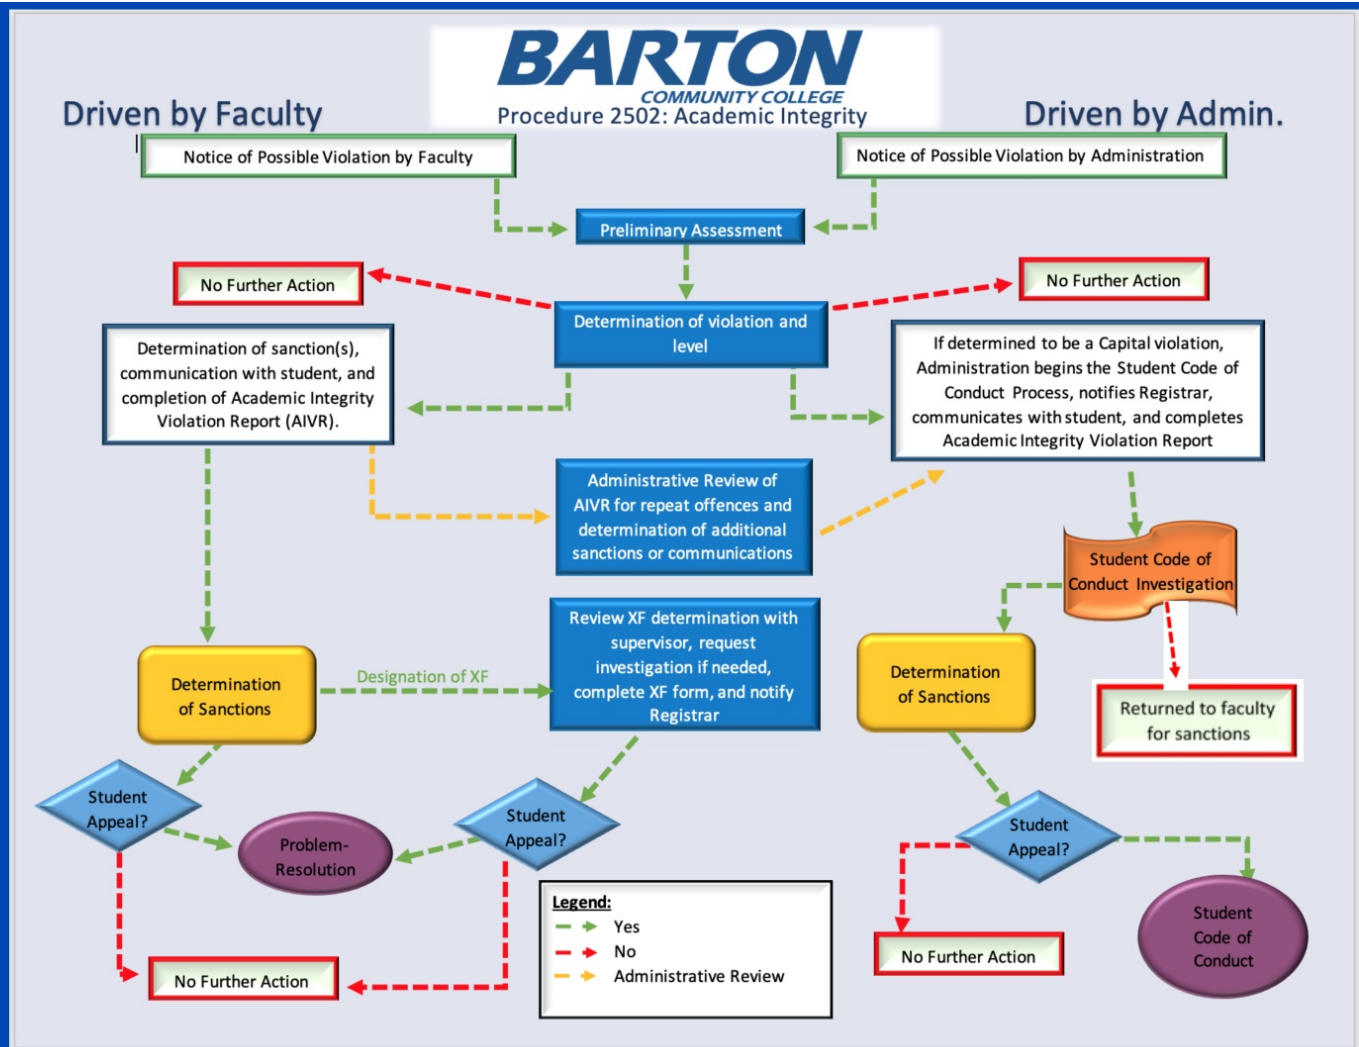 BARTON
COMMUNITY COLLEGE
Procedure 2502: Academic Integrity
Driven by Faculty
Driven by Admin.
Notice of Possible Violation by Faculty
Notice of Possible Violation by Administration
Preliminary Assessment
No Further Action
No Further Action
Determination of violation and
level
Determination of sanction(s),
communication with student, and
completion of Academic Integrity
Violation Report (AIVR).
If determined to be a Capital violation,
Administration begins the Student Code of
Conduct Process, notifies Registrar,
communicates with student, and completes
Academic Integrity Violation Report
Administrative Review of
AIVR for repeat offences and
determination of additional
sanctions or communications
Student Code of
Conduct Investigation
Review XF determination with
supervisor, request
investigation if needed,
complete XF form, and notify
Registrar
Determination
of Sanctions
Designation of XF
Determination
of Sanctions
Returned to faculty
for sanctions
Student
Appeal?
Problem-
Resolution
Student
Appeal?
Student
Appeal?
Legend:
Yes
No
Administrative Review
No Further Action
No Further Action
Student
Code of
Conduct